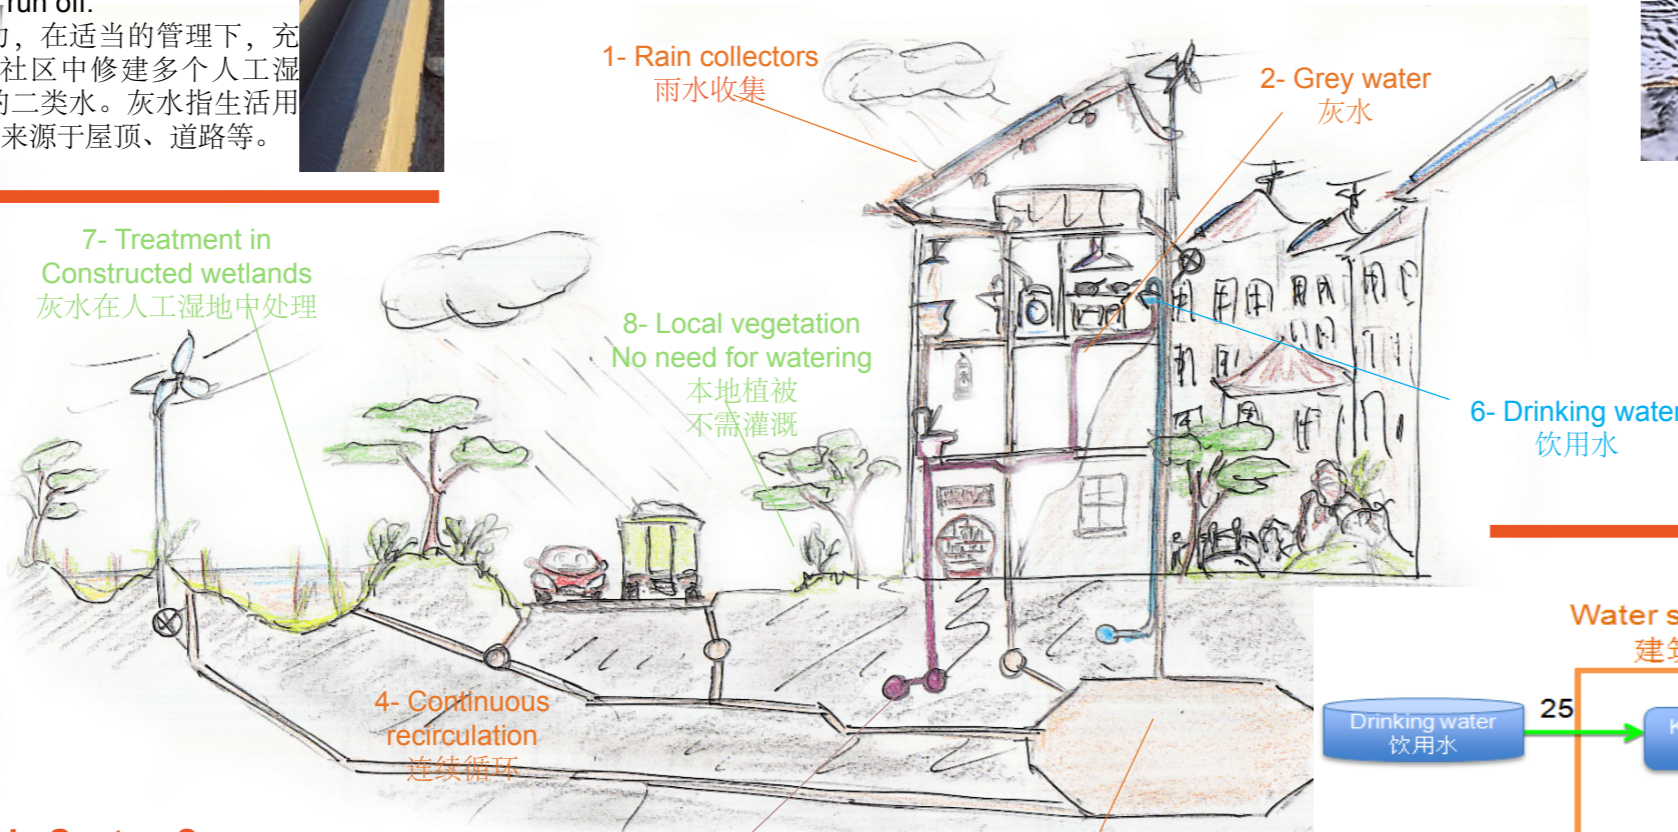 run off.
，在适当的管理下，充
社区中修建多个人工湿
的二类水。灰水指生活用
来源于屋顶、道路等。
1- Rain collectors
雨水收集
2- Grey water
灰水
7- Treatment in
Constructed wetlands
灰水在人工湿地中处理
8- Local vegetation
No need for watering
本地植被
不需灌溉
6- Drinking water
饮用水
4- Continuous
recirculation
连续循环
Water s
建筑
Drinking water
饮用水
25
K